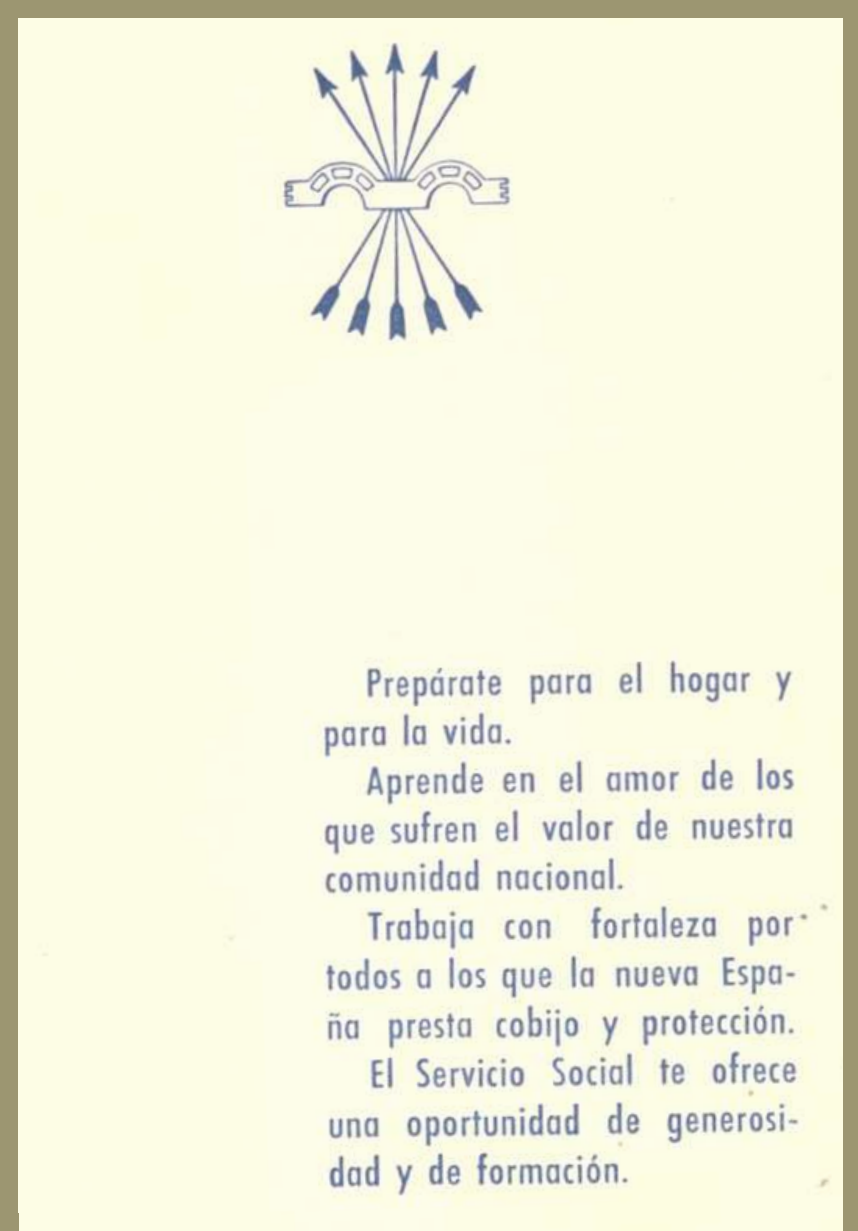 Prepárate para el hogar y
para la vida.
Aprende en el amor de los
que sufren el valor de nuestra
comunidad nacional.
Trabaja con fortaleza por
todos a los que la nueva Espa-
ña presta cobijo y protección.
El Servicio Social te ofrece
una oportunidad de generosi-
dad y de formación.